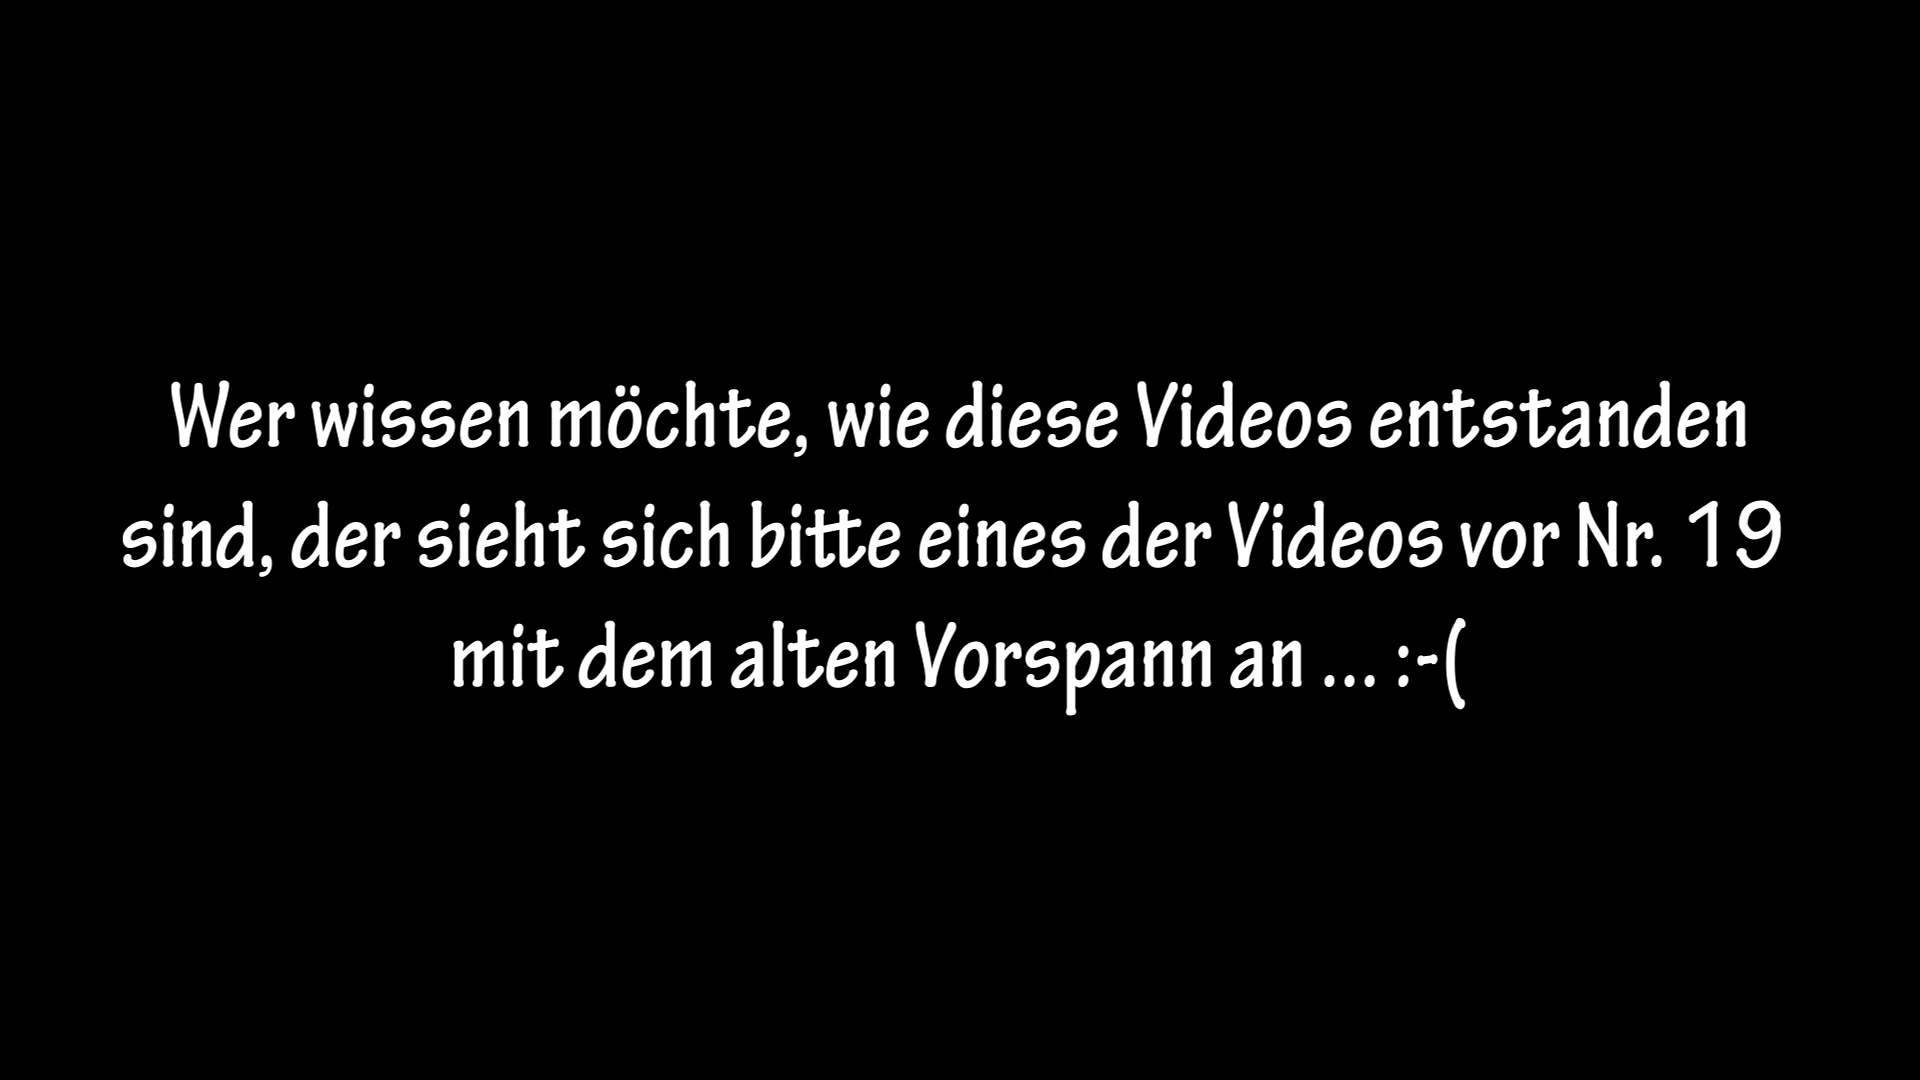 Wer wissen möchte, wie diese Videos entstanden
sind, der sieht sich bitte eines der Videos vor Nr. 19
mit dem alten Vorspann an ... :-(